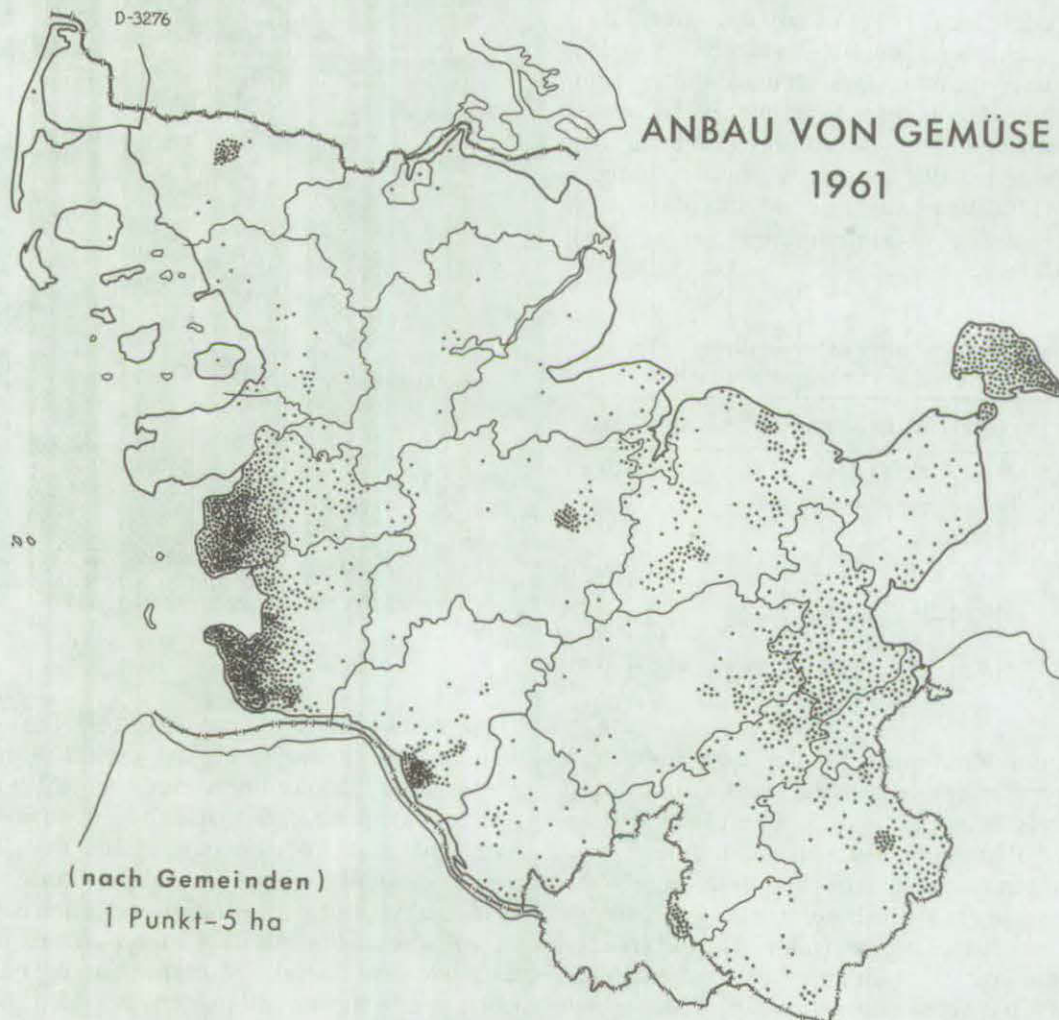 D-3276
ANBAU VON GEMÜSE
1961
(nach Gemeinden)
1 Punkt-5 ha